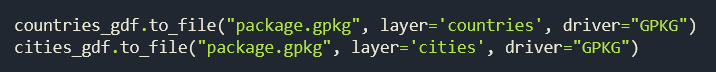 countries_gdf.to_file("package.gpkg", layer='countries', driver="GPKG")
cities_gdf.to_file("package.gpkg", layer='cities', driver="GPKG")